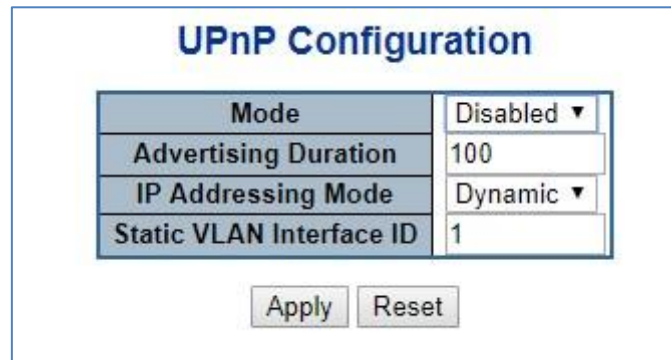 UPnP Configuration
Mode Disabled
Advertising Duration 100
IP Addressing Mode Dynamic
Static VLAN Interface ID 1
Apply Reset